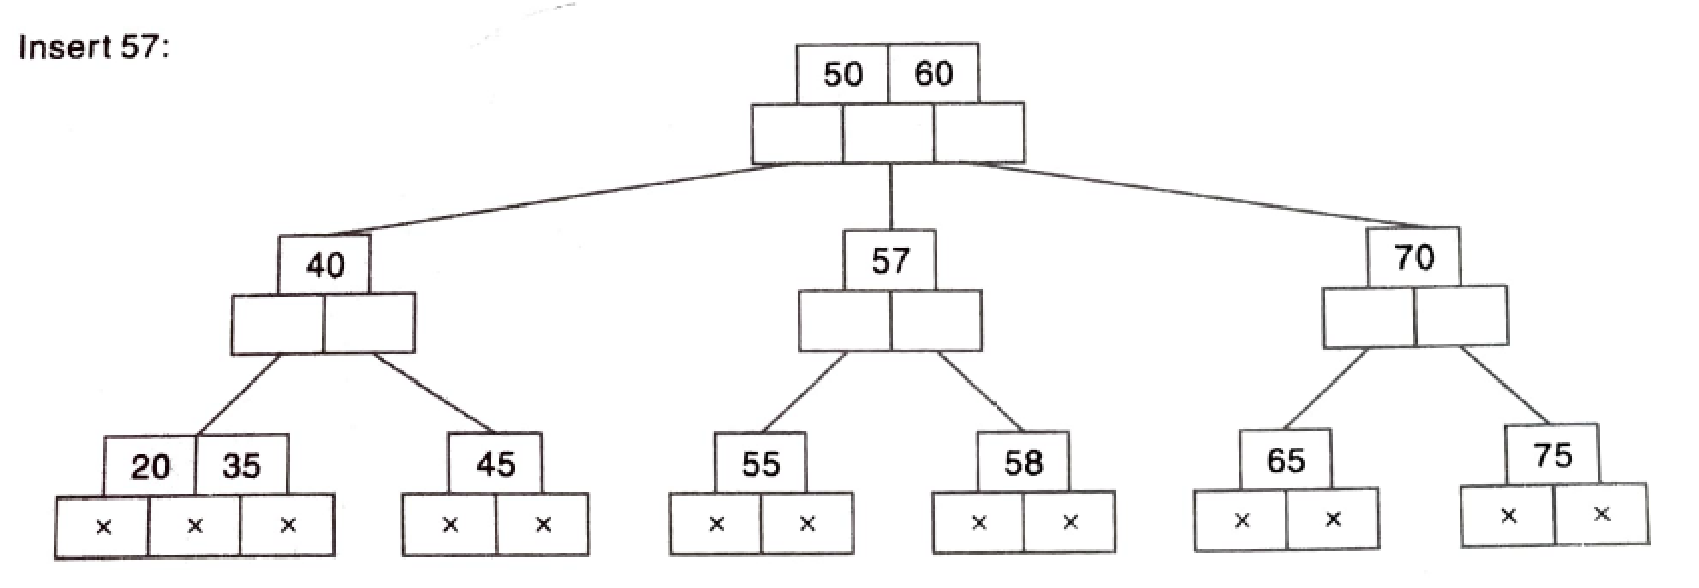 Insert 57:
50 60
40 57 70
20 35 45 55 58 65 75
× × × × × × × × × × × × ×